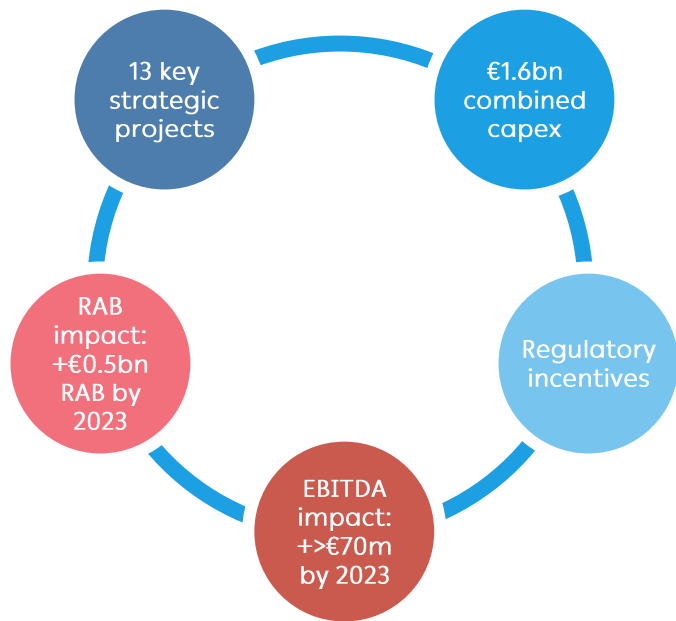 13 key
strategic
projects
€1.6bn
combined
capex
Regulatory
incentives
EBITDA
impact:
+>€70m
by 2023
RAB
impact:
+€0.5bn
RAB by
2023